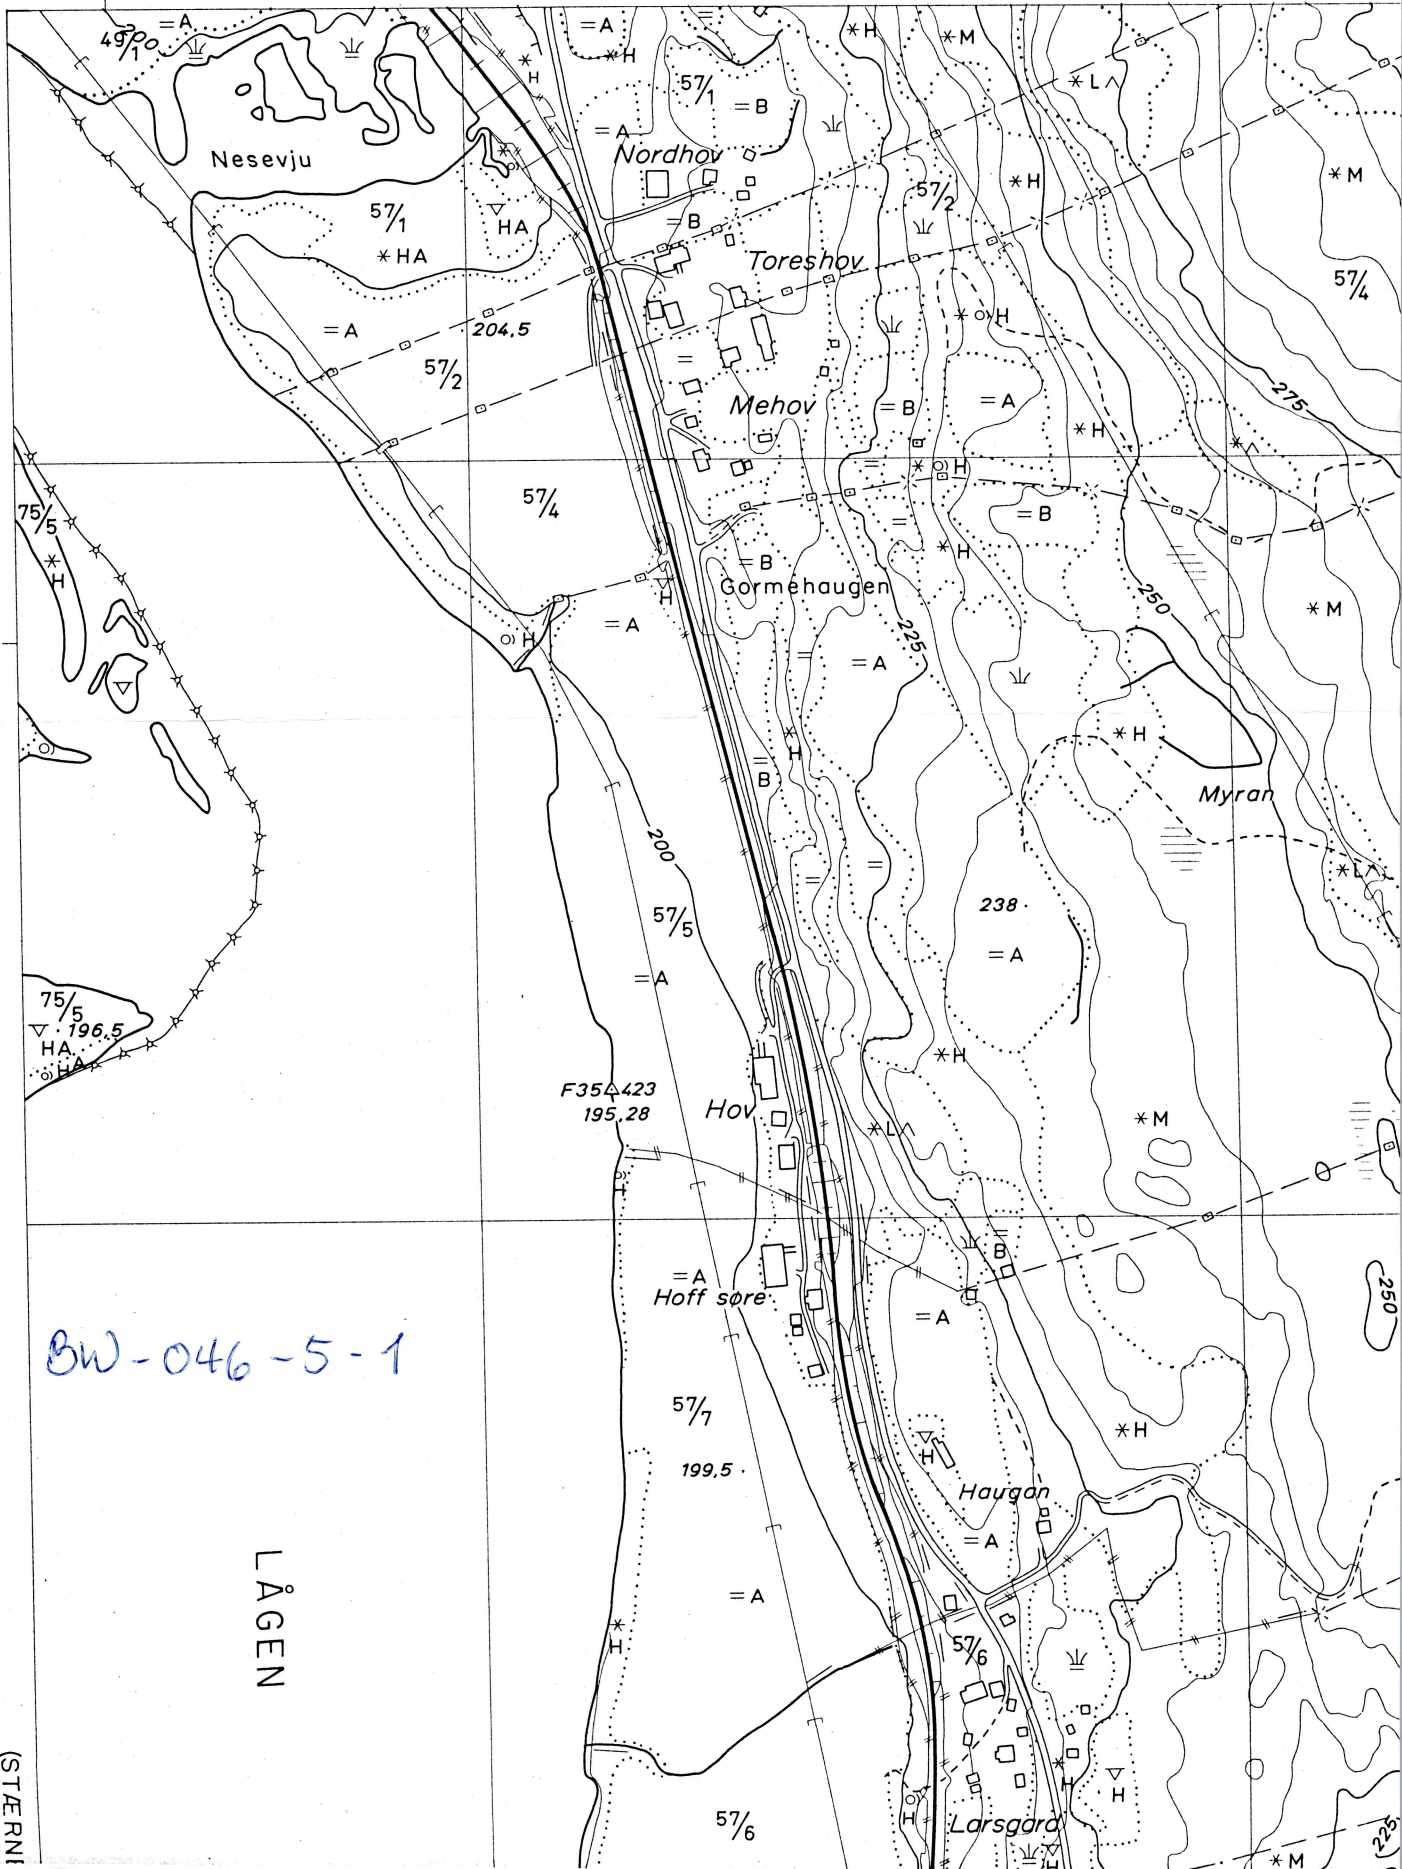 = A
200
49/1
= A
* H
* M
* H
* H
57/1
= B
* L
= A
Nesevju
Nordhov
57/2
* H
* M
57/1
HA
= B
* HA
Toreshov
57/4
= A
204,5
57/2
=
* H
Mehov
= B
= A
* H
275
=
* H
57/4
75/5
=
= B
* H
* H
= B
Gormehaugen
H
250
* M
= A
H
225
=
= A
* H
* H
= B
Myran
200
=
=
* L
238 ·
57/5
= A
= A
75/5
· 196,5
HA
HA
* H
F35 423
195,28
Hov
* M
* L
H
= B
=
= A
Hoff søre
= A
250
BW - 046 - 5 - 1
57/7
* H
H
199,5 ·
Haugan
= A
LÅGEN
= A
* H
57/6
* H
H
(STÆRNE
57/6
H
Larsgard
225
H
* M